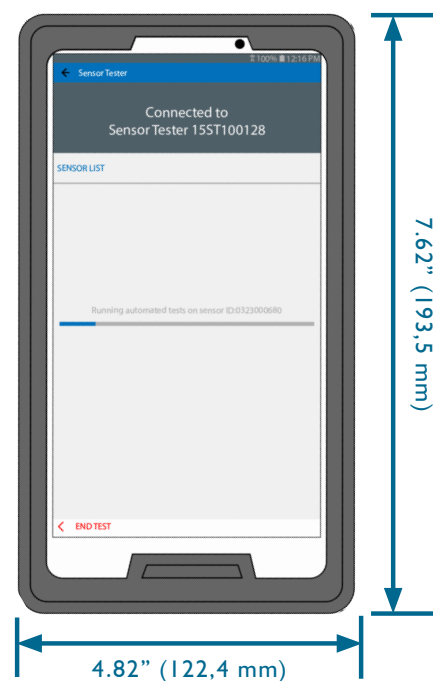 100% 12:16 PM
Sensor Tester
Connected to
Sensor Tester 15ST100128
SENSOR LIST
Running automated tests on sensor ID:0323000680
END TEST
7.62” (193,5 mm)
4.82” (122,4 mm)